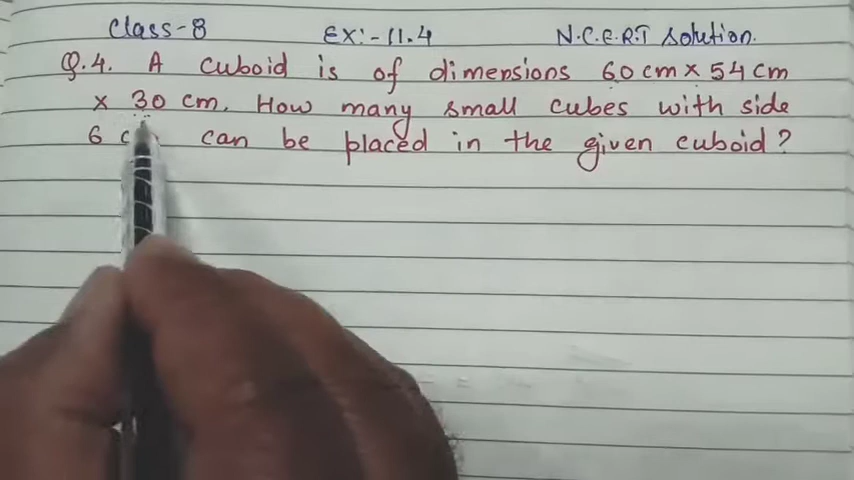 Class-8 EX:-11.4 N.C.E.R.T Solution.
Q.4. A cuboid is of dimensions 60 cm x 54 cm
x 30 cm. How many small cubes with side
6 can be placed in the given cuboid?